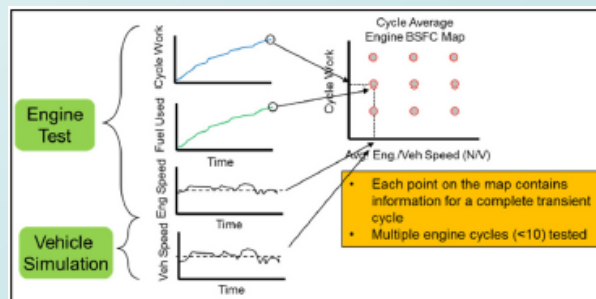 Cycle Average
Engine BSFC Map
Cycle Work
Cycle Work
Engine
Test
Fuel Used
Time
Avg. Eng./Veh Speed (N/V)
Eng Speed
Time
• Each point on the map contains
information for a complete transient
cycle
• Multiple engine cycles (<10) tested
Vehicle
Simulation
Veh Speed
Time